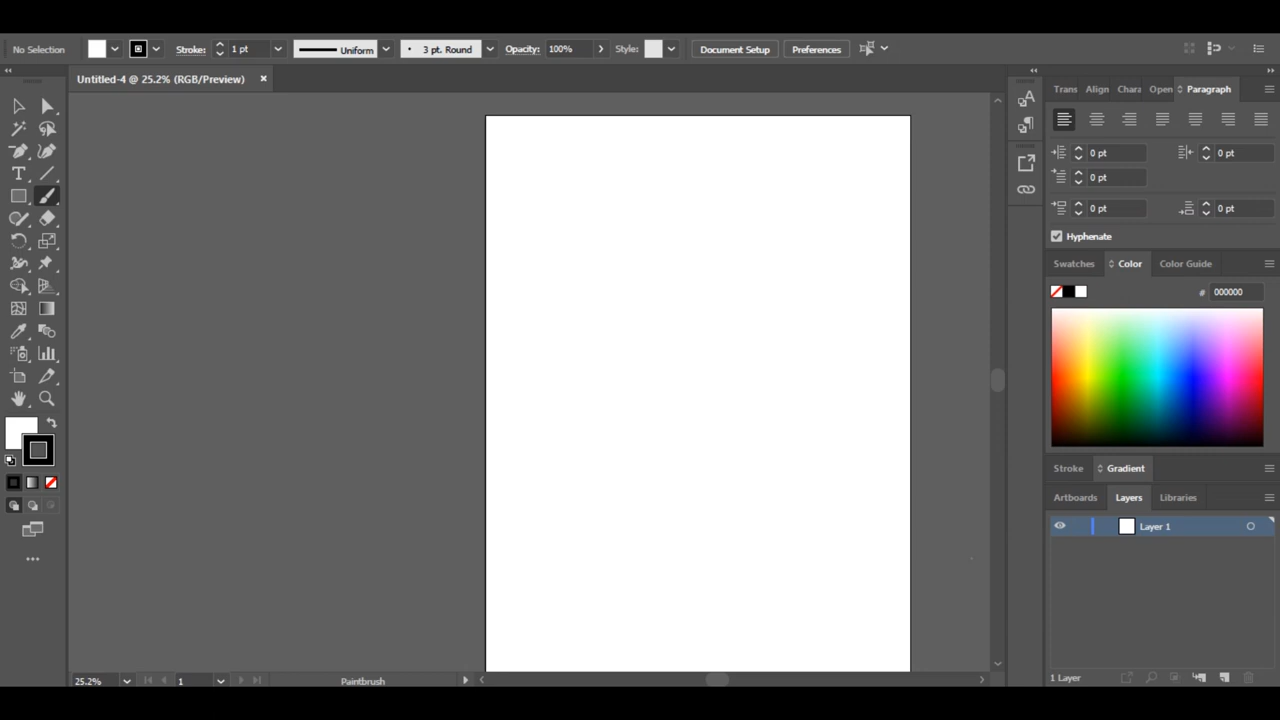 No Selection Stroke: 1 pt Uniform 3 pt. Round Opacity: 100% Style: Document Setup Preferences
Untitled-4 @ 25.2% (RGB/Preview)
Trans Align Chara Open Paragraph
0 pt 0 pt
0 pt
0 pt 0 pt
Hyphenate
Swatches Color Color Guide
# 000000
Stroke Gradient
Artboards Layers Libraries
Layer 1
1 Layer
25.2% 1 Paintbrush